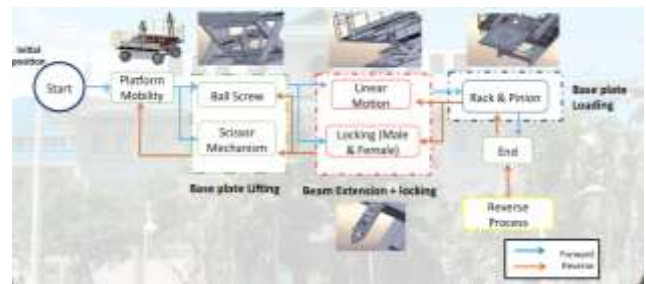 Initial
position
Start
Platform
Mobility
Ball Screw
Scissor
Mechanism
Base plate Lifting
Linear
Motion
Locking (Male
& Female)
Beam Extension + locking
Rack & Pinion
Base plate
Loading
End
Reverse
Process
Forward
Reverse